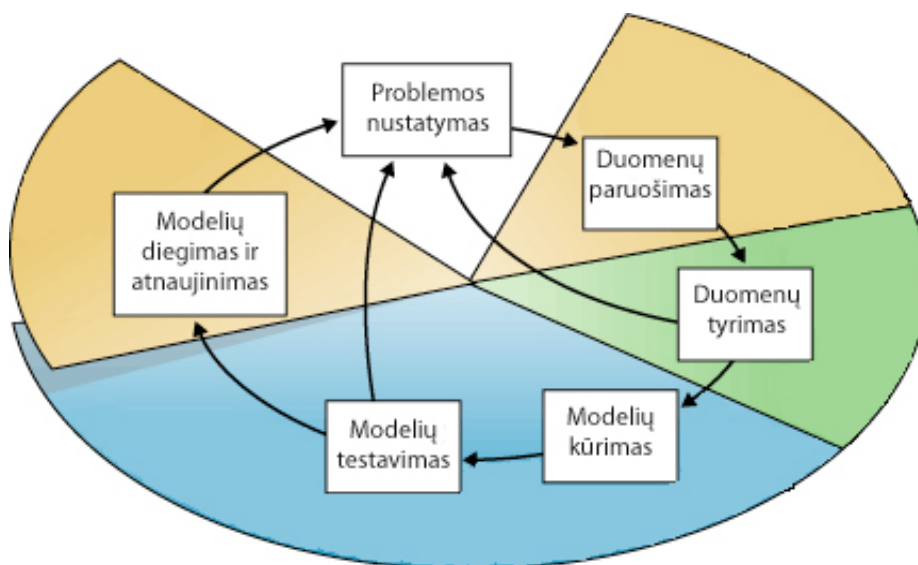 Problemos
nustatymas
Duomenų
paruošimas
Duomenų
tyrimas
Modelių
kūrimas
Modelių
testavimas
Modelių
diegimas ir
atnaujinimas